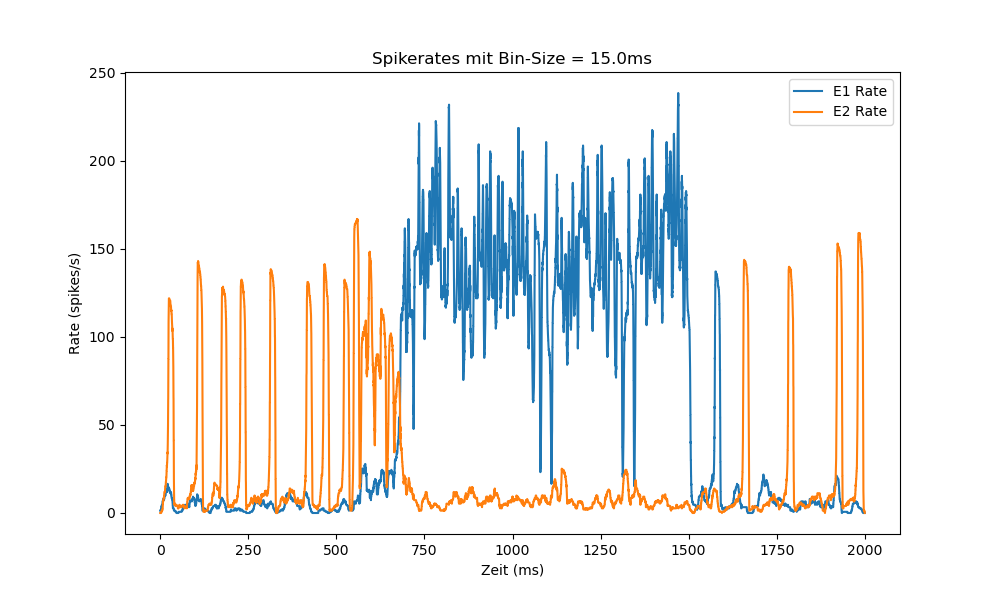 Spikerates mit Bin-Size = 15.0ms
E1 Rate
E2 Rate
250
200
150
100
50
0
Rate (spikes/s)
0 250 500 750 1000 1250 1500 1750 2000
Zeit (ms)